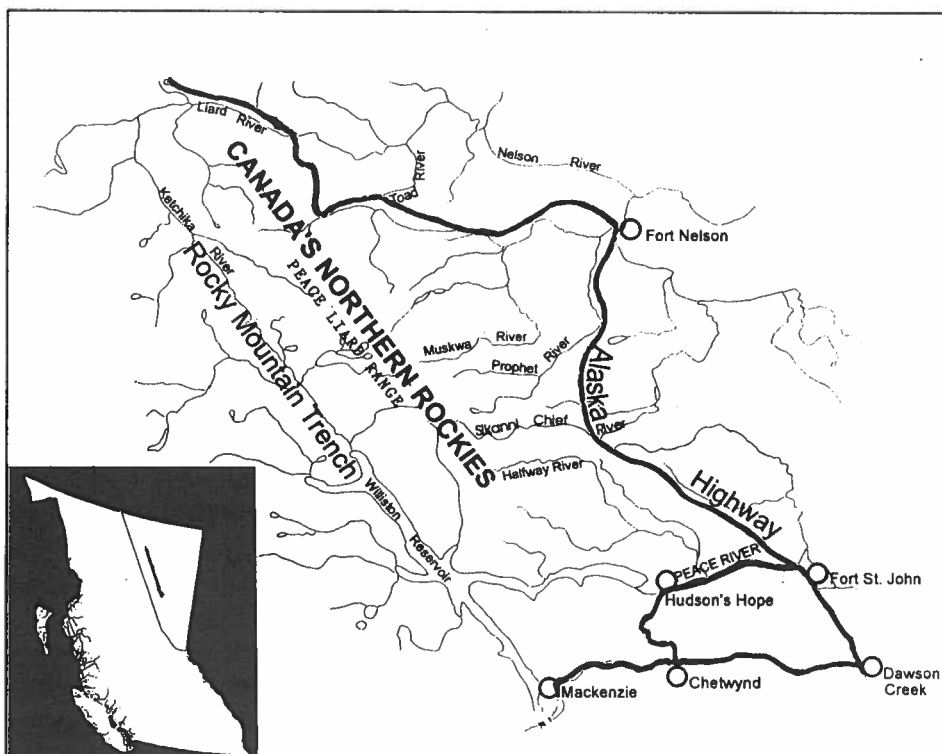 Liard River
Nelson River
Toad River
Ketchika River
Fort Nelson
CANADA'S NORTHERN ROCKIES
PEACE LIARD RANGE
Rocky Mountain Trench
Muskwa River
Prophet River
Alaska Highway
Sikanni Chief River
Halfway River
Williston Reservoir
PEACE RIVER
Fort St. John
Hudson's Hope
Mackenzie
Chetwynd
Dawson
Creek